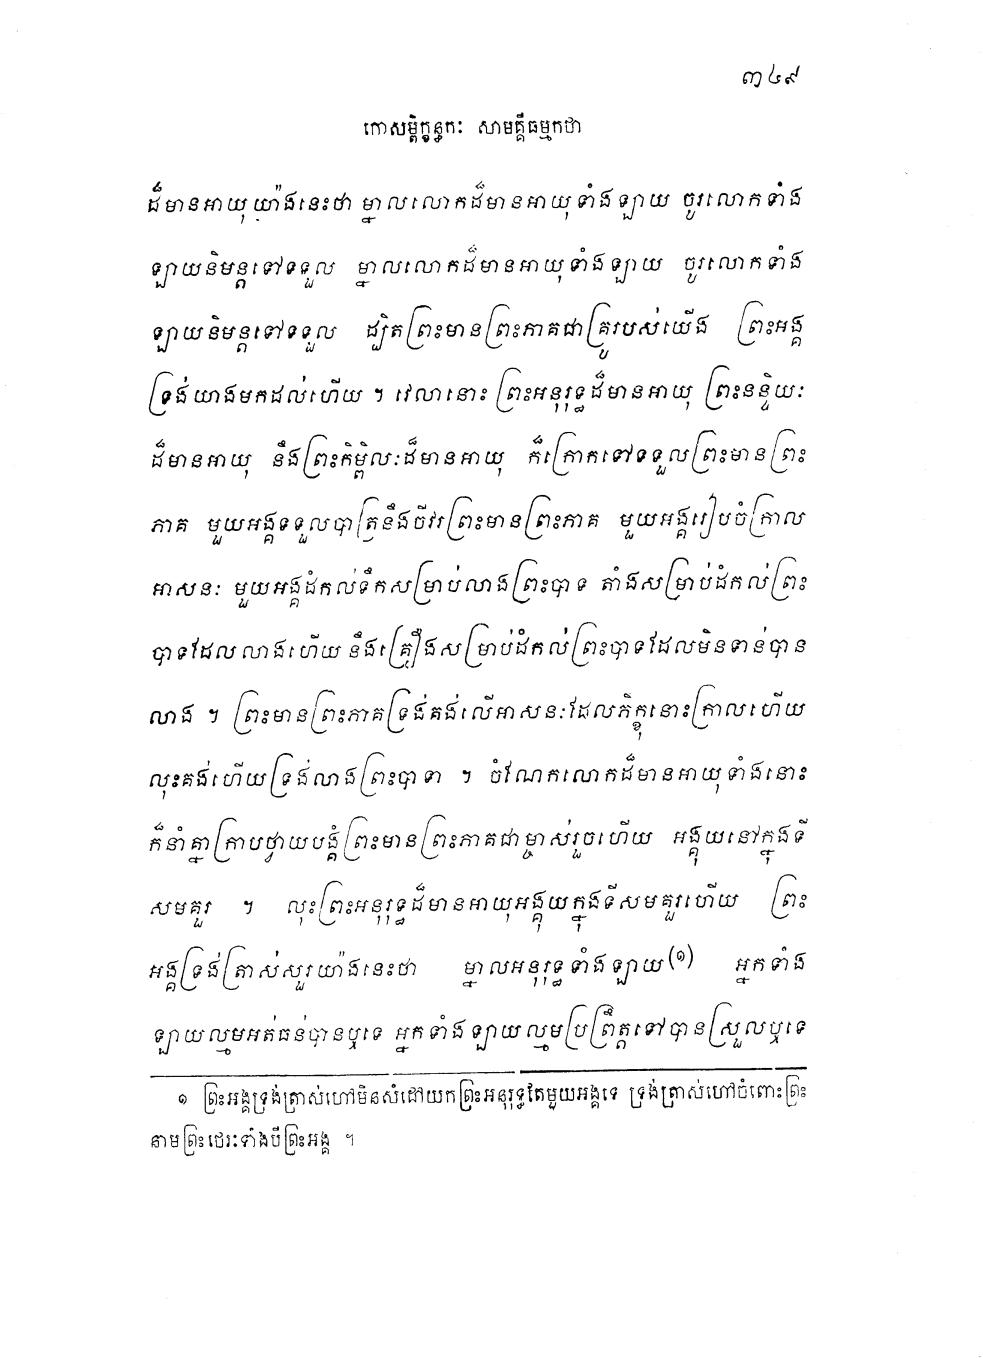 ៣៤៩
កោសម្ពិក្ខន្ធកៈ សាមគ្គីធម្មកថា
ដ៏មានអាយុយ៉ាងនេះថា ម្នាលលោកដ៏មានអាយុទាំងឡាយ ចូរលោកទាំង
ឡាយនិមន្តទៅទទួល ម្នាលលោកដ៏មានអាយុទាំងឡាយ ចូរលោកទាំង
ឡាយនិមន្តទៅទទួល ដ្បិតព្រះមានព្រះភាគជាគ្រូរបស់យើង ព្រះអង្គ
ទ្រង់យាងមកដល់ហើយ ។ វេលានោះ ព្រះអនុរុទ្ធដ៏មានអាយុ ព្រះនន្ទិយៈ
ដ៏មានអាយុ នឹងព្រះកិម្ពិលៈដ៏មានអាយុ ក៏ក្រោកទៅទទួលព្រះមានព្រះ
ភាគ មួយអង្គទទួលបាត្រនឹងចីវរព្រះមានព្រះភាគ មួយអង្គរៀបចំក្រាល
អាសនៈ មួយអង្គដំកល់ទឹកសម្រាប់លាងព្រះបាទ តាំងសម្រាប់ដំកល់ព្រះ
បាទដែលលាងហើយ នឹងគ្រឿងសម្រាប់ដំកល់ព្រះបាទដែលមិនទាន់បាន
លាង ។ ព្រះមានព្រះភាគទ្រង់គង់លើអាសនៈដែលភិក្ខុនោះក្រាលហើយ
លុះគង់ហើយទ្រង់លាងព្រះបាទា ។ ចំណែកលោកដ៏មានអាយុទាំងនោះ
ក៏នាំគ្នាក្រាបថ្វាយបង្គំព្រះមានព្រះភាគជាម្ចាស់រួចហើយ អង្គុយនៅក្នុងទី
សមគួរ ។ លុះព្រះអនុរុទ្ធដ៏មានអាយុអង្គុយក្នុងទីសមគួរហើយ ព្រះ
អង្គទ្រង់ត្រាស់សួរយ៉ាងនេះថា ម្នាលអនុរុទ្ធទាំងឡាយ(១) អ្នកទាំង
ឡាយល្មមអត់ធន់បានឬទេ អ្នកទាំងឡាយល្មមប្រព្រឹត្តទៅបានស្រួលឬទេ
១ ព្រះអង្គទ្រង់ត្រាស់ហៅមិនសំដៅយកព្រះអនុរុទ្ធតែមួយអង្គទេ ទ្រង់ត្រាស់ហៅចំពោះព្រះ
នាមព្រះថេរៈទាំងបីព្រះអង្គ ។